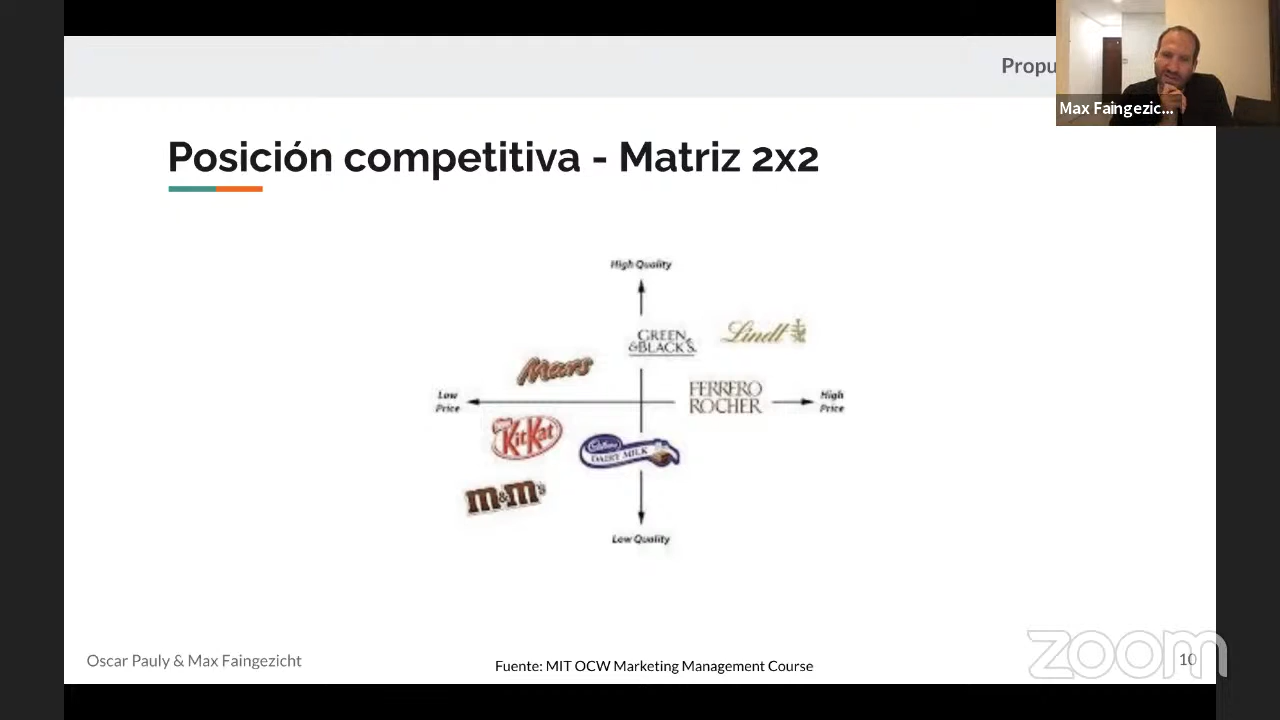 Propu
Max Faingezic...
Posición competitiva - Matriz 2x2
High Quality
GREEN
&BLACK'S.
Lindt
Mars
Low
Price
FERRERO
ROCHER
High
Price
KitKat
Cadbury
DAIRY MILK
m&m's
Low Quality
Oscar Pauly & Max Faingezicht
Fuente: MIT OCW Marketing Management Course
zoom
10